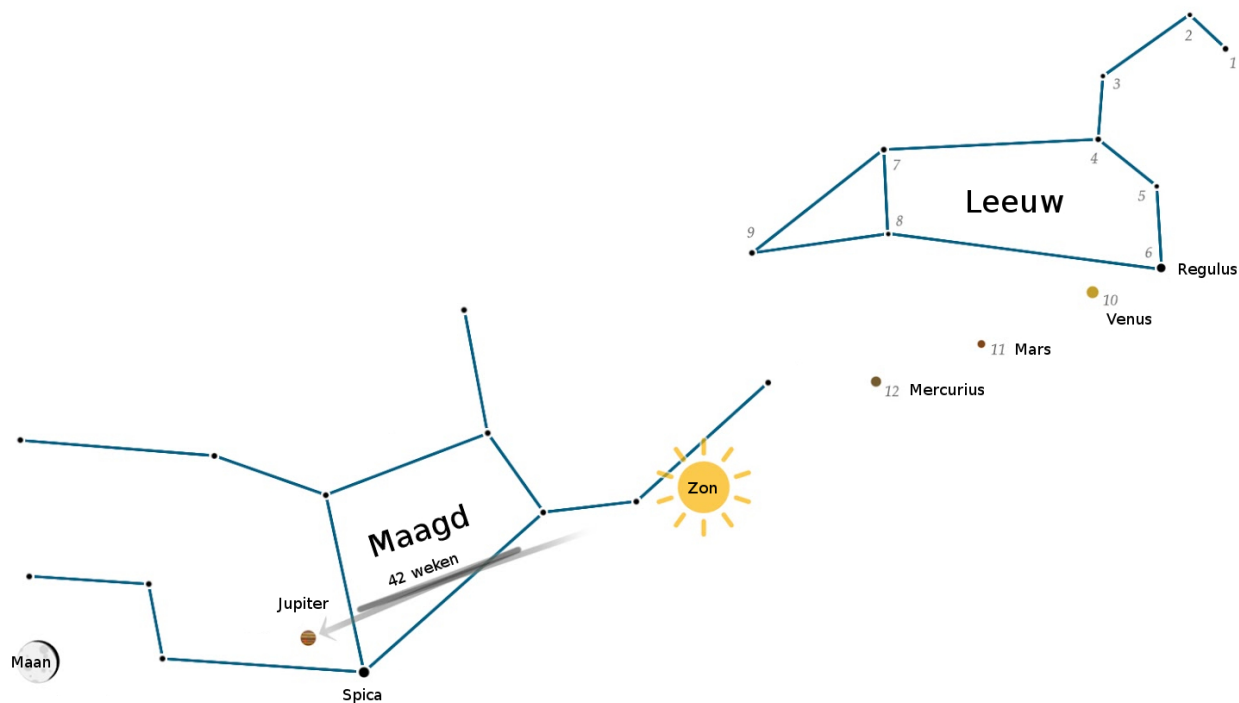 2
1
3
4
7
5
Leeuw
9
8
6
Regulus
10
Venus
11 Mars
12 Mercurius
Zon
Maagd
42 weken
Jupiter
Maan
Spica